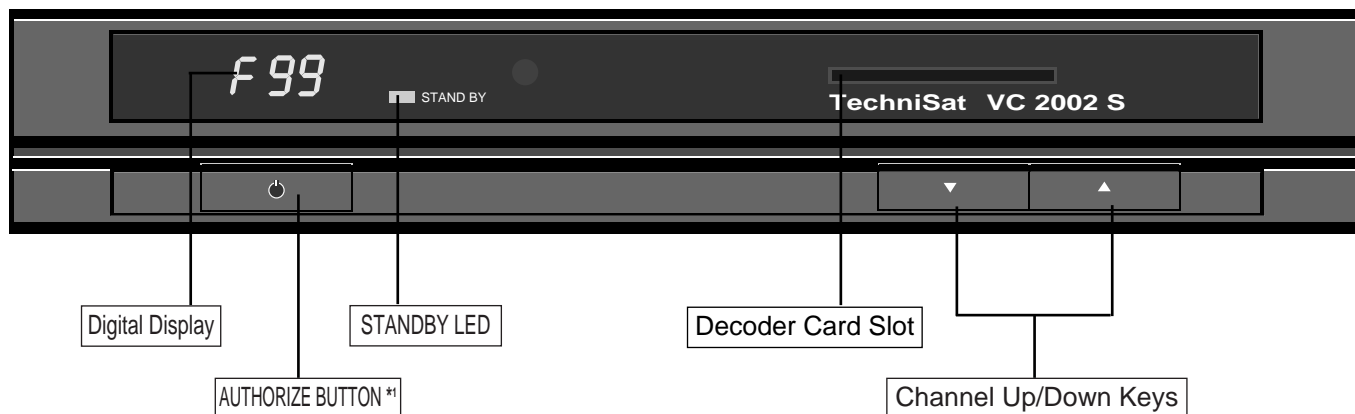 F 99
STAND BY
TechniSat VC 2002 S
Digital Display
STANDBY LED
Decoder Card Slot
AUTHORIZE BUTTON *1
Channel Up/Down Keys